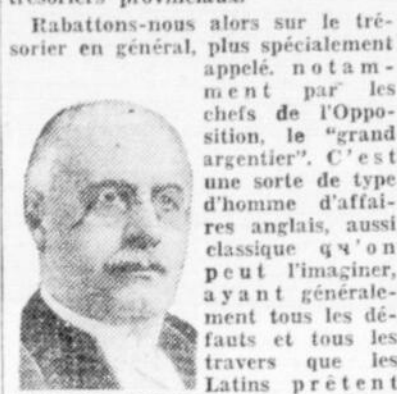 trésoriers provinciaux.
Rabattons-nous alors sur le tré-
sorier en général, plus spécialement
appelé, notam-
ment par les
chefs de l'Oppo-
sition, le "grand
argentier". C'est
une sorte de type
d'homme d'affai-
res anglais, aussi
classique qu'on
peut l'imaginer,
ayant générale-
ment tous les dé-
fauts et tous les
travers que les
Latins prêtent